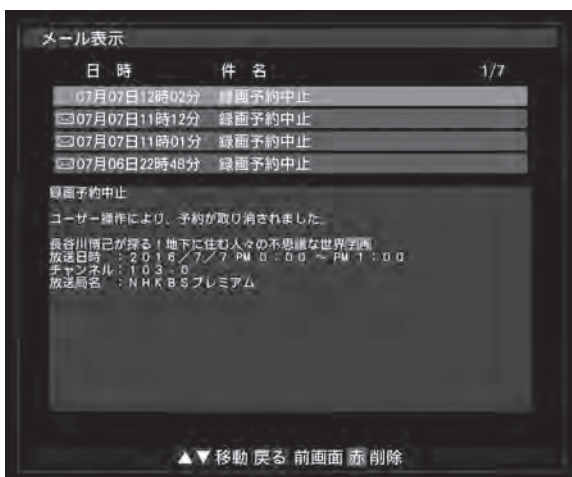 メール表示
日 時 件 名 1/7
07月07日12時02分 録画予約中止
07月07日11時12分 録画予約中止
07月07日11時01分 録画予約中止
07月06日22時48分 録画予約中止
録画予約中止
ユーザー操作により、予約が取り消されました。
長谷川博己が探る!地下に住む人々の不思議な世界
放送日時 :2016/7/7 PM 0:00 ~ PM 1:00
チャンネル:103-0
放送局名 :NHKBSプレミアム
▲▼移動 戻る 前画面 赤 削除